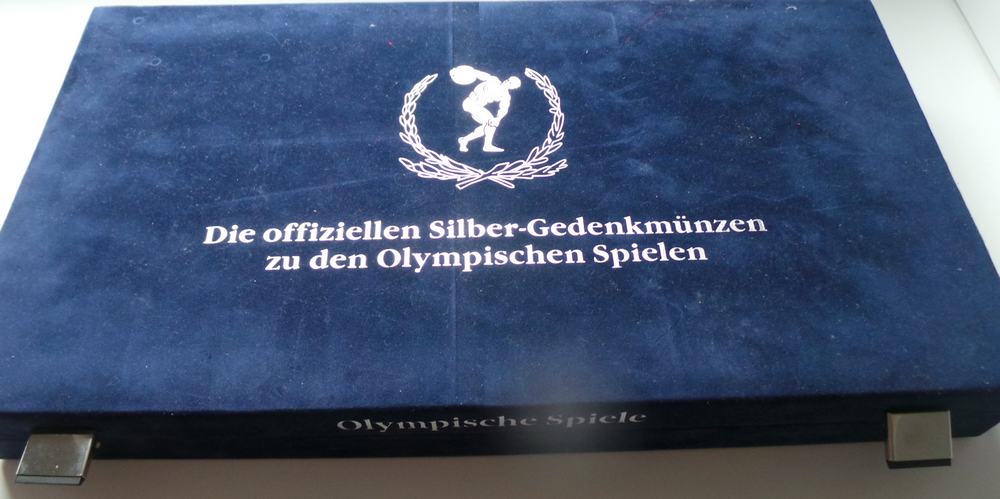 Die offiziellen Silber-Gedenkmünzen
zu den Olympischen Spielen
Olympische Spiele